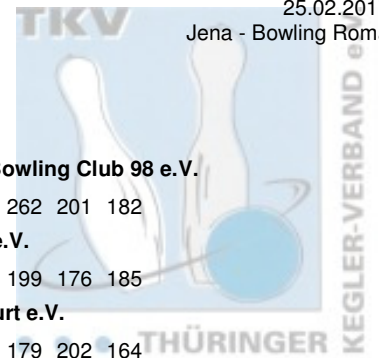 25.02.201
TKV
Jena - Bowling Roma
KEGLER-VERBAND e.V.
Bowling Club 98 e.V.
262 201 182
e.V.
199 176 185
urt e.V.
179 202 164
THÜRINGER